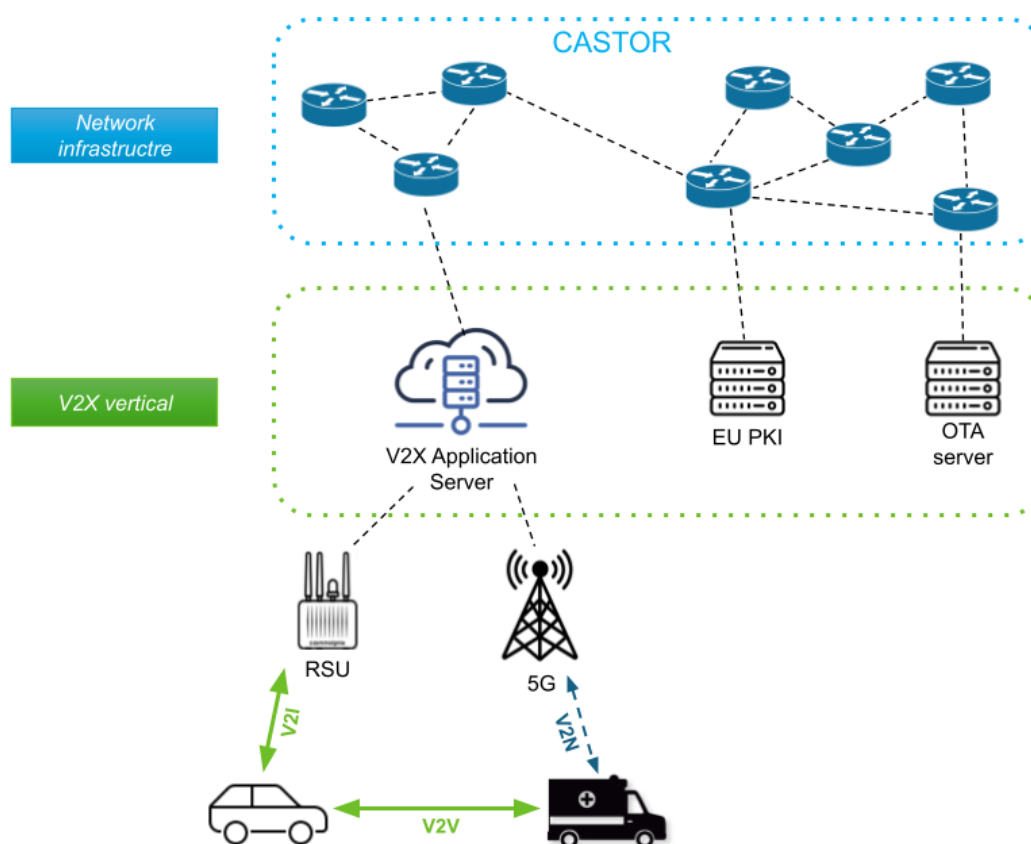 CASTOR
Network
infrastructre
V2X vertical
V2X Application
Server
EU PKI
OTA
server
RSU
5G
V2I
V2N
V2V